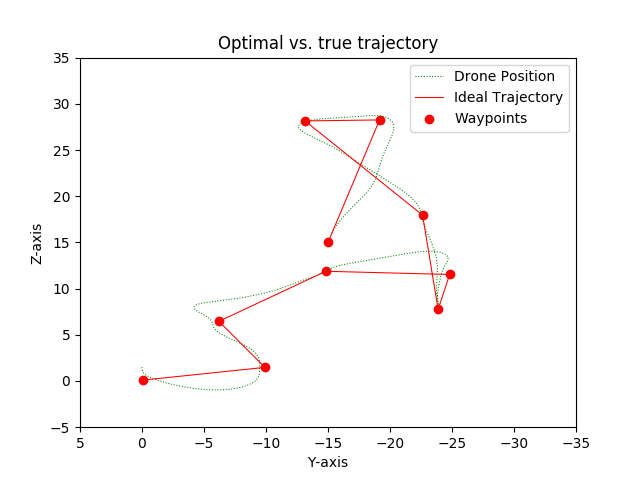 Optimal vs. true trajectory
35
30
25
20
15
10
5
0
−5
Z-axis
Drone Position
Ideal Trajectory
Waypoints
5 0 −5 −10 −15 −20 −25 −30 −35
Y-axis